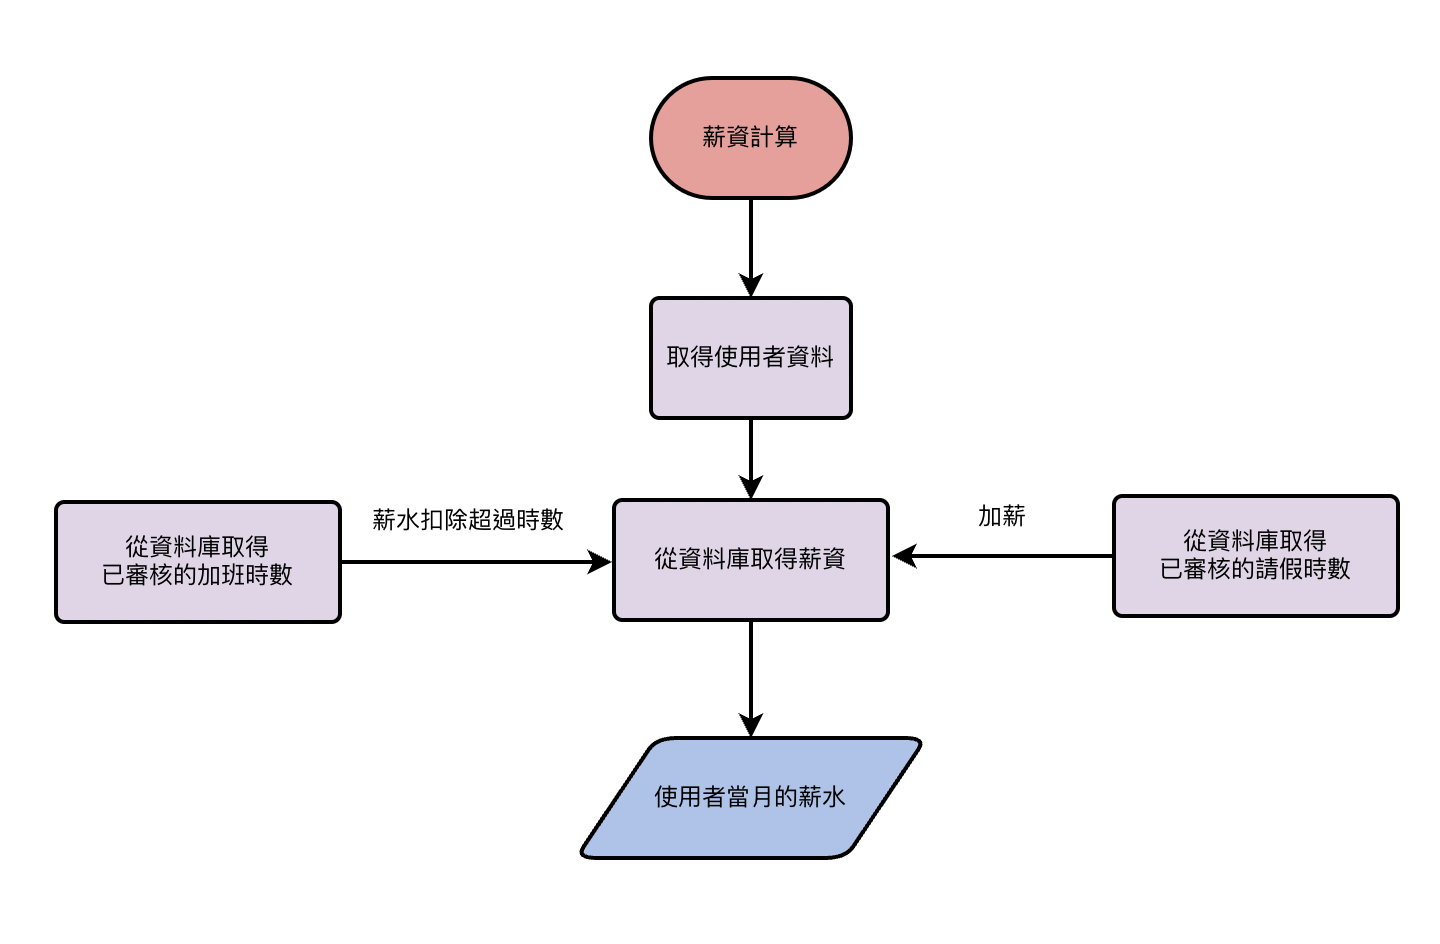 薪資計算
取得使用者資料
從資料庫取得
已審核的加班時數
薪水扣除超過時數
從資料庫取得薪資
加薪
從資料庫取得
已審核的請假時數
使用者當月的薪水